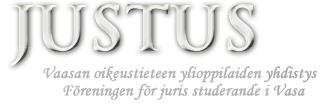 JUSTUS
Vaasan oikeustieteen ylioppilaiden yhdistys
Föreningen för juris studerande i Vasa